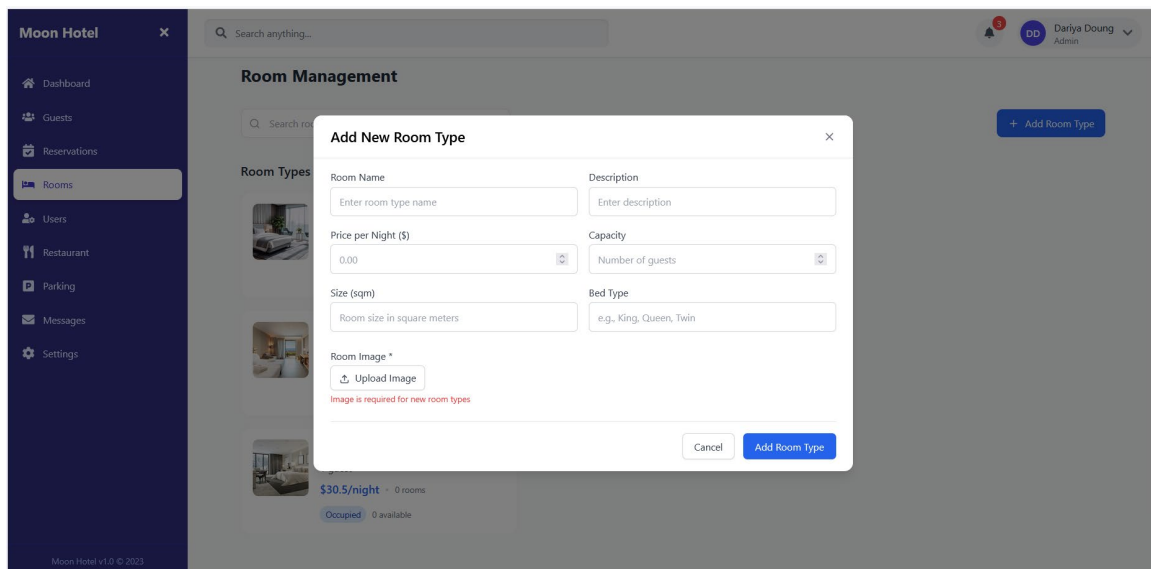 Moon Hotel
Search anything...
3
DD
Dariya Doung
Admin
Dashboard
Guests
Reservations
Rooms
Users
Restaurant
P Parking
Messages
Settings
Moon Hotel v1.0 © 2023
Room Management
Search
+ Add Room Type
Room Types
Add New Room Type
Room Name
Enter room type name
Description
Enter description
Price per Night ($)
0.00
Capacity
Number of guests
Size (sqm)
Room size in square meters
Bed Type
e.g., King, Queen, Twin
Room Image *
Upload Image
Image is required for new room types
Cancel
Add Room Type
$30.5/night • 0 rooms
Occupied 0 available